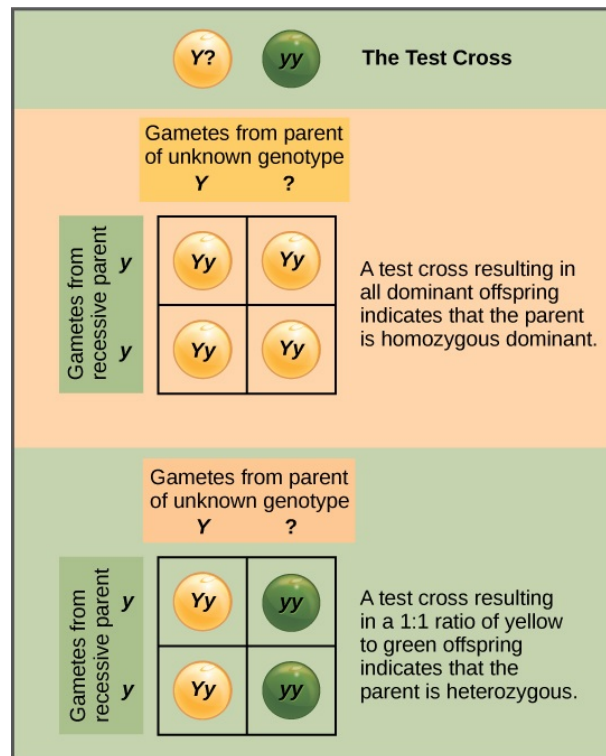 Y? yy The Test Cross
Gametes from parent
of unknown genotype
Y ?
Gametes from
recessive parent
y
y
Yy Yy
Yy Yy
A test cross resulting in
all dominant offspring
indicates that the parent
is homozygous dominant.
Gametes from parent
of unknown genotype
Y ?
Gametes from
recessive parent
y
y
Yy yy
Yy yy
A test cross resulting
in a 1:1 ratio of yellow
to green offspring
indicates that the
parent is heterozygous.